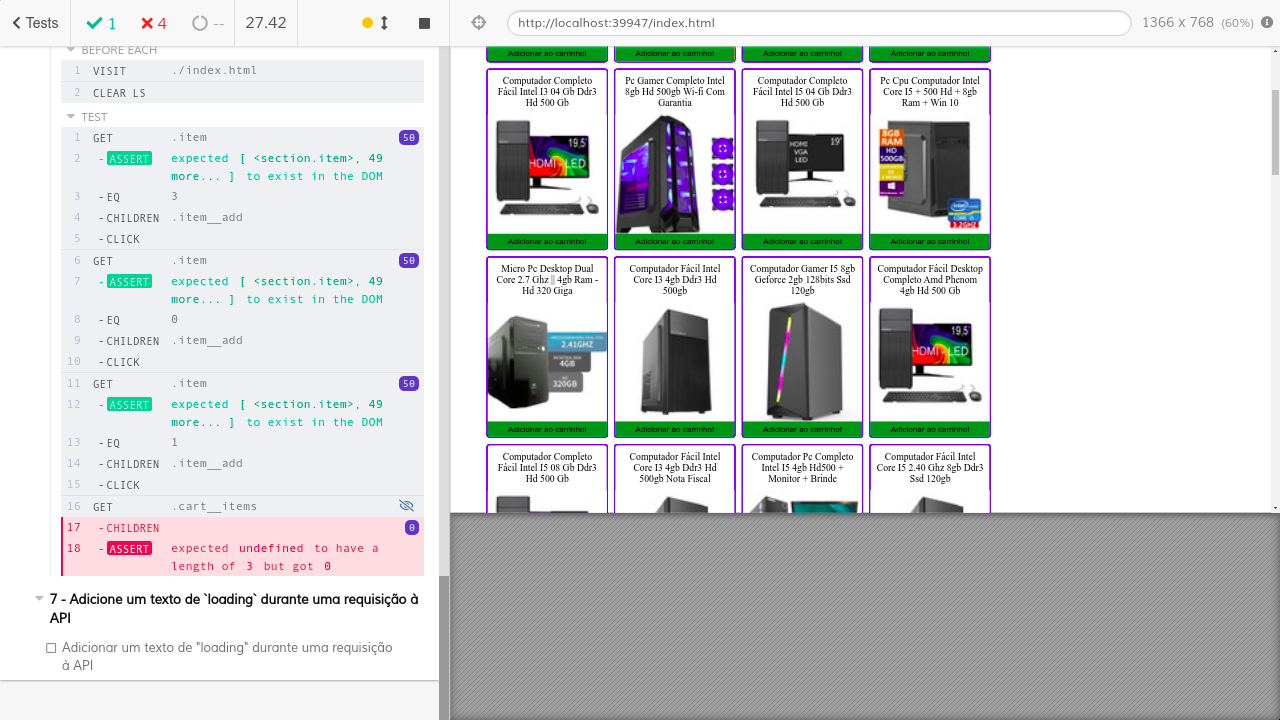 Tests
1
4
--
27.42
http://localhost:39947/index.html
1366 x 768 (60%)
BEFORE EACH
1 VISIT ./index.html
2 CLEAR LS
TEST
1 GET .item 50
2 -ASSERT expected [ <section.item>, 49
more... ] to exist in the DOM
3 -EQ 3
4 -CHILDREN .item__add
5 -CLICK
6 GET .item 50
7 -ASSERT expected [ <section.item>, 49
more... ] to exist in the DOM
8 -EQ 0
9 -CHILDREN .item__add
10 -CLICK
11 GET .item 50
12 -ASSERT expected [ <section.item>, 49
more... ] to exist in the DOM
13 -EQ 1
14 -CHILDREN .item__add
15 -CLICK
16 GET .cart__items
17 -CHILDREN 0
18 -ASSERT expected undefined to have a
length of 3 but got 0
7 - Adicione um texto de `loading` durante uma requisição à
API
Adicionar um texto de "loading" durante uma requisição
à API
Adicionar ao carrinho! Adicionar ao carrinho! Adicionar ao carrinho! Adicionar ao carrinho!
Computador Completo
Fácil Intel I3 04 Gb Ddr3
Hd 500 Gb
19,5'
HDMI - LED
Adicionar ao carrinho!
Pc Gamer Completo Intel
8gb Hd 500gb Wi-fi Com
Garantia
Adicionar ao carrinho!
Computador Completo
Fácil Intel I5 04 Gb Ddr3
Hd 500 Gb
19'
HDMI
VGA
LED
Adicionar ao carrinho!
Pc Cpu Computador Intel
Core I5 + 500 Hd + 8gb
Ram + Win 10
8GB
RAM
HD
500GB
intel
CORE i5
3.2GHZ
Adicionar ao carrinho!
Micro Pc Desktop Dual
Core 2.7 Ghz || 4gb Ram -
Hd 320 Giga
2.41GHZ
4GB
320GB
Adicionar ao carrinho!
Computador Fácil Intel
Core I3 4gb Ddr3 Hd
500gb
Adicionar ao carrinho!
Computador Gamer I5 8gb
Geforce 2gb 128bits Ssd
120gb
Adicionar ao carrinho!
Computador Fácil Desktop
Completo Amd Phenom
4gb Hd 500 Gb
19,5'
HDMI - LED
Adicionar ao carrinho!
Computador Completo
Fácil Intel I5 08 Gb Ddr3
Hd 500 Gb
Computador Fácil Intel
Core I3 4gb Ddr3 Hd
500gb Nota Fiscal
Computador Pc Completo
Intel I5 4gb Hd500 +
Monitor + Brinde
Computador Fácil Intel
Core I5 2.40 Ghz 8gb Ddr3
Ssd 120gb